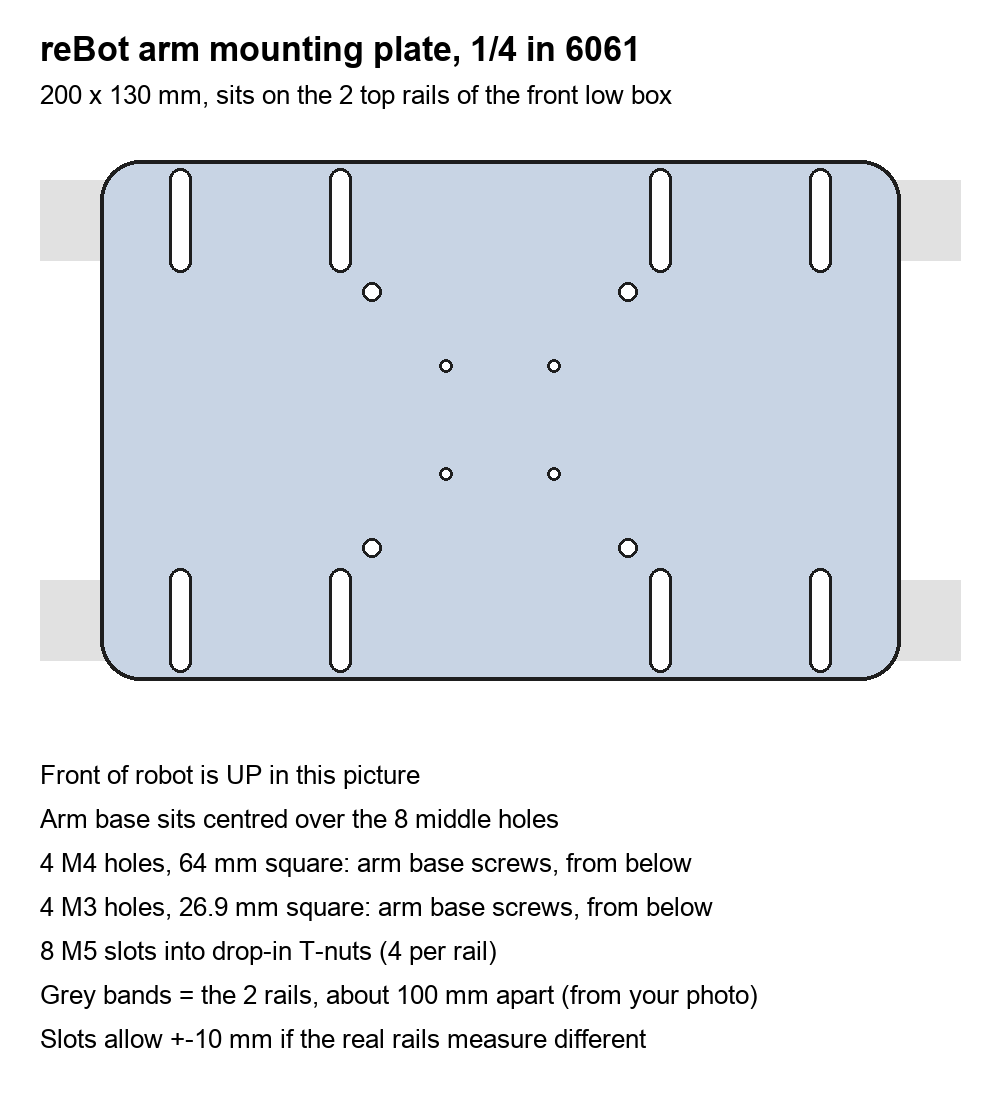 reBot arm mounting plate, 1/4 in 6061
200 x 130 mm, sits on the 2 top rails of the front low box
Front of robot is UP in this picture
Arm base sits centred over the 8 middle holes
4 M4 holes, 64 mm square: arm base screws, from below
4 M3 holes, 26.9 mm square: arm base screws, from below
8 M5 slots into drop-in T-nuts (4 per rail)
Grey bands = the 2 rails, about 100 mm apart (from your photo)
Slots allow +-10 mm if the real rails measure different